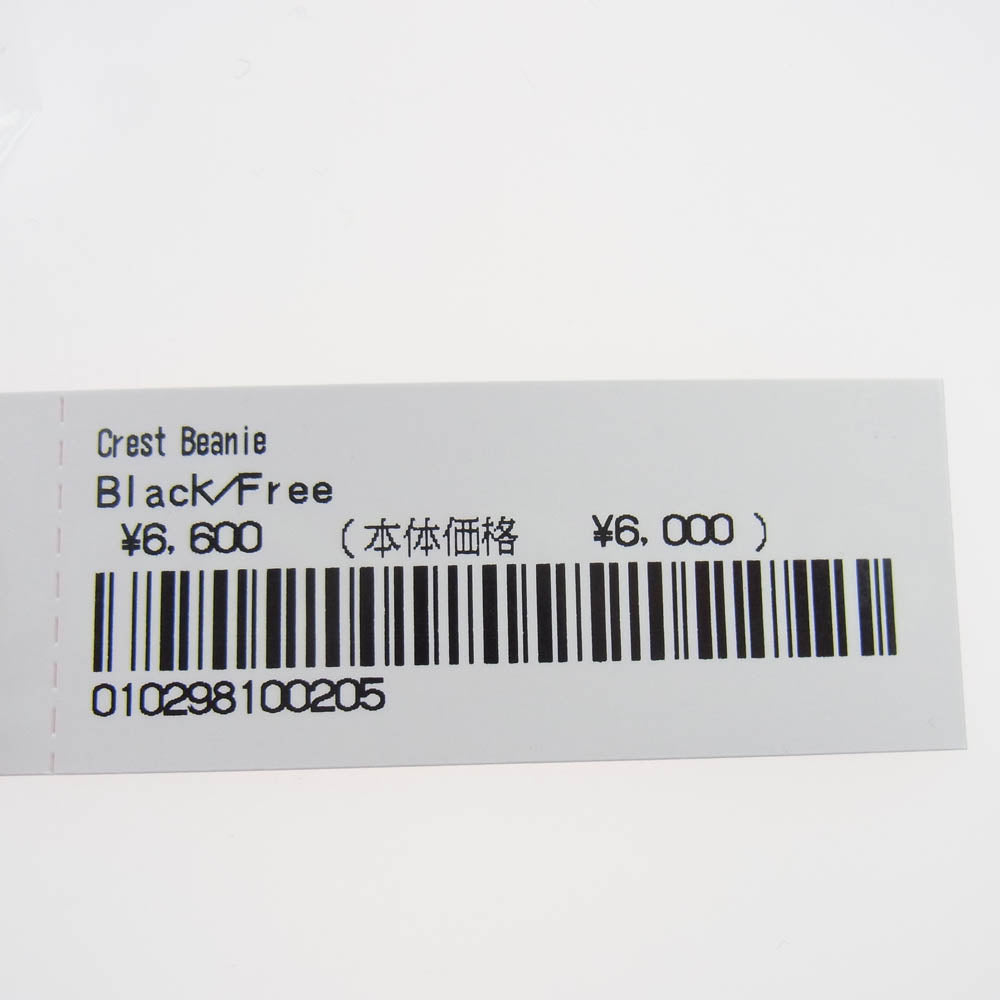 Crest Beanie
Black/Free
¥6,600 (本体価格 ¥6,000)
010298100205